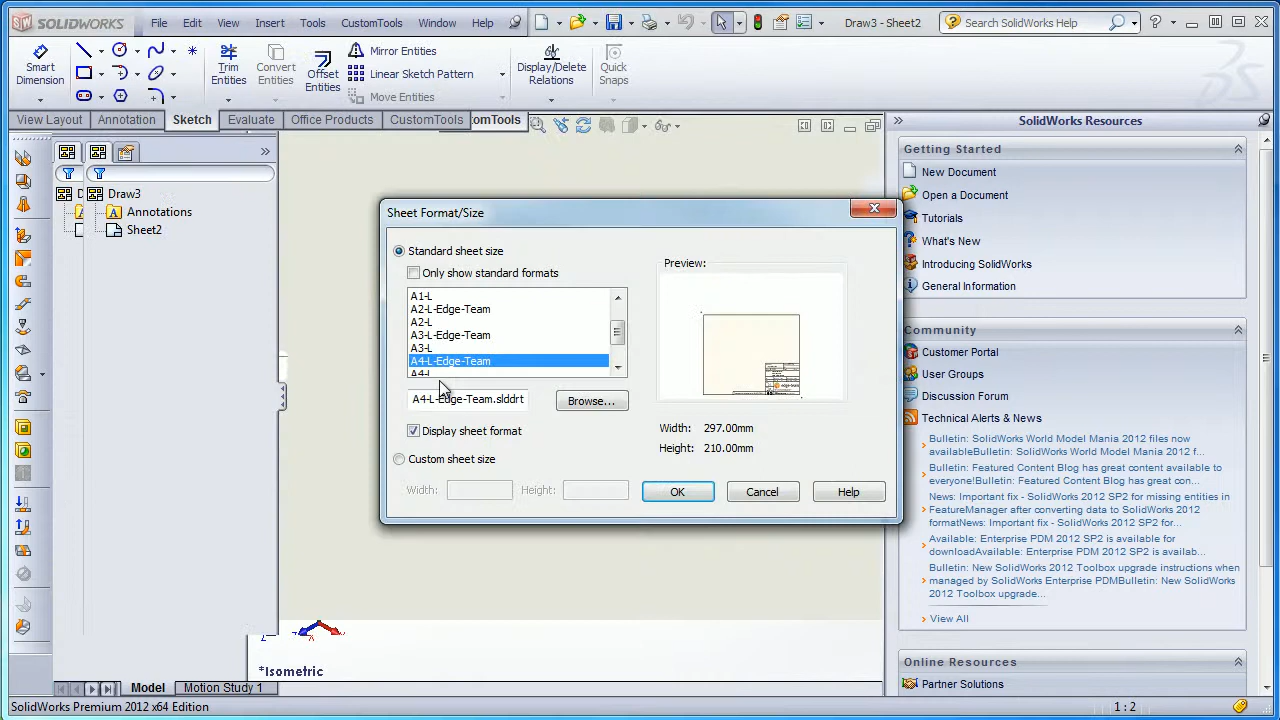 SOLIDWORKS File Edit View Insert Tools CustomTools Window Help Draw3 - Sheet2 Search SolidWorks Help ?
Smart Dimension
Trim Entities
Convert Entities
Offset Entities
Mirror Entities
Linear Sketch Pattern
Move Entities
Display/Delete Relations
Quick Snaps
View Layout Annotation Sketch Evaluate Office Products CustomTools omTools
Draw3
Annotations
Sheet2
Sheet Format/Size
Standard sheet size
Only show standard formats
A1-L
A2-L-Edge-Team
A2-L
A3-L-Edge-Team
A3-L
A4-L-Edge-Team
A4-L
A4-L-Edge-Team.slddrt
Browse...
Display sheet format
Custom sheet size
Width:
Height:
Preview:
Width: 297.00mm
Height: 210.00mm
OK Cancel Help
*Isometric
Model Motion Study 1
SolidWorks Premium 2012 x64 Edition
1 : 2
SolidWorks Resources
Getting Started
New Document
Open a Document
Tutorials
What's New
Introducing SolidWorks
General Information
Community
Customer Portal
User Groups
Discussion Forum
Technical Alerts & News
Bulletin: SolidWorks World Model Mania 2012 files now
availableBulletin: SolidWorks World Model Mania 2012 f...
Bulletin: Featured Content Blog has great content available to
everyone!Bulletin: Featured Content Blog has great con...
News: Important fix - SolidWorks 2012 SP2 for missing entities in
FeatureManager after converting data to SolidWorks 2012
formatNews: Important fix - SolidWorks 2012 SP2 for...
Available: Enterprise PDM 2012 SP2 is available for
downloadAvailable: Enterprise PDM 2012 SP2 is availab...
Bulletin: New SolidWorks 2012 Toolbox upgrade instructions when
managed by SolidWorks Enterprise PDMBulletin: New SolidWorks
2012 Toolbox upgrade...
View All
Online Resources
Partner Solutions